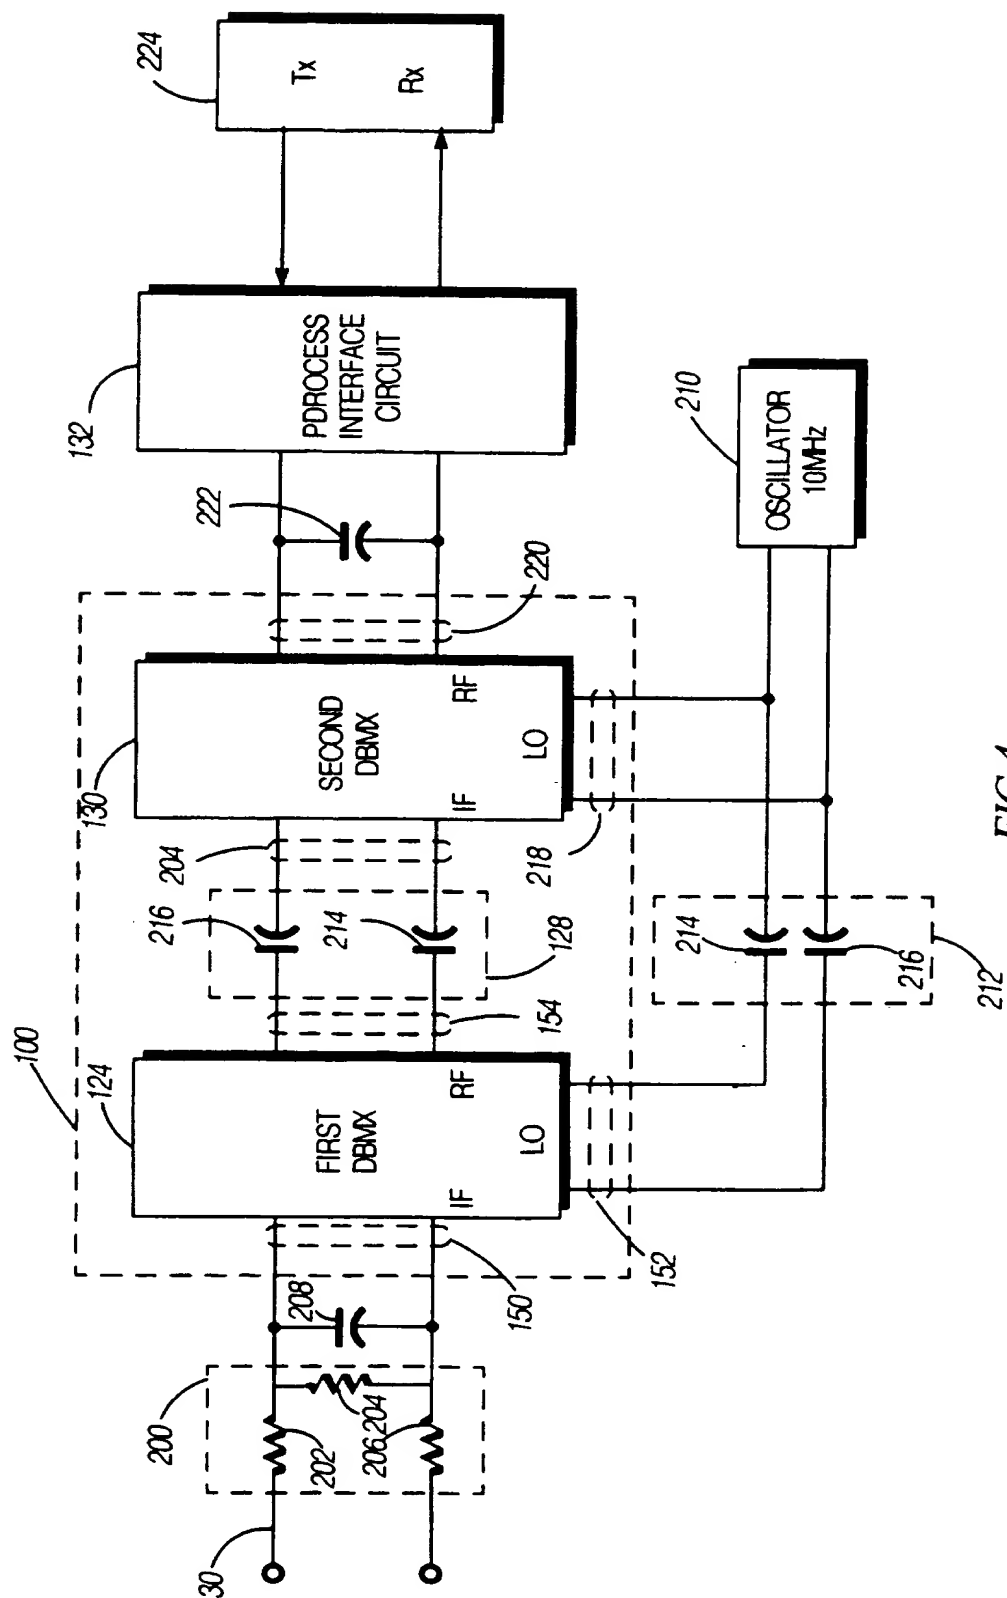 224
Tx
Rx
132
PDROCESS
INTERFACE
CIRCUIT
222
220
210
OSCILLATOR
10MHz
130
SECOND
DBMX
RF
IF
LO
204
218
216
214
128
154
214
216
212
100
124
FIRST
DBMX
RF
IF
LO
152
150
208
200
202
204
206
30
FIG.4